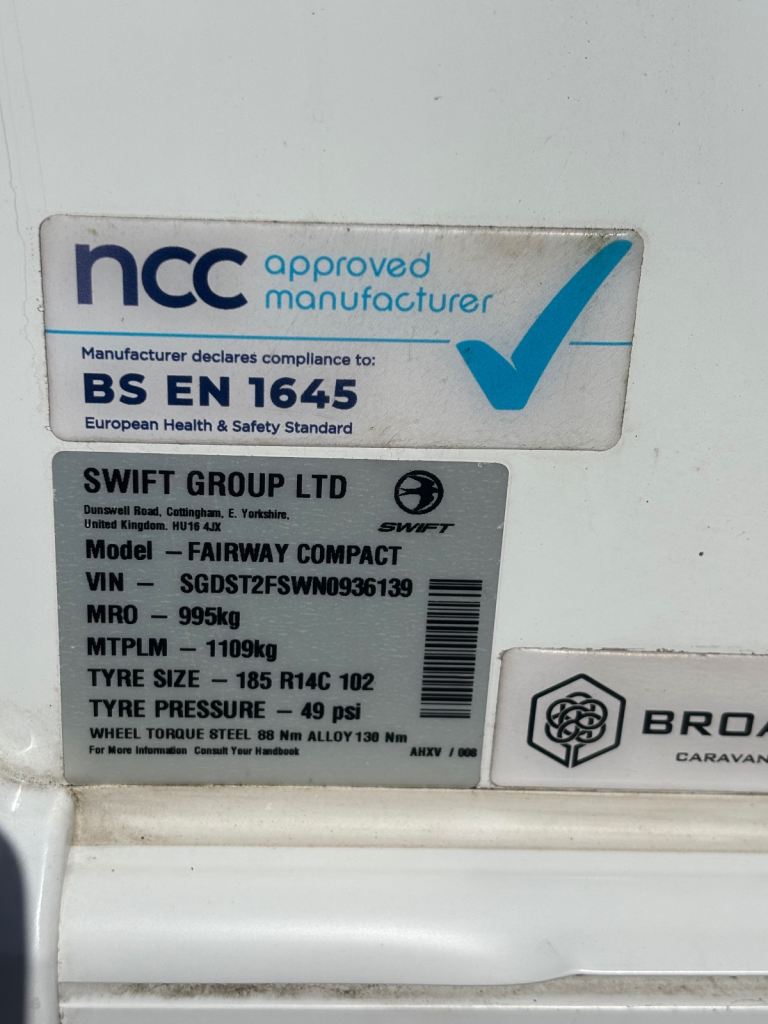 ncc approved
manufacturer
Manufacturer declares compliance to:
BS EN 1645
European Health & Safety Standard
SWIFT GROUP LTD
Dunswell Road, Cottingham, E. Yorkshire,
United Kingdom. HU16 4JX
SWIFT
Model – FAIRWAY COMPACT
VIN – SGDST2FSWN0936139
MRO – 995kg
MTPLM – 1109kg
TYRE SIZE – 185 R14C 102
TYRE PRESSURE – 49 psi
WHEEL TORQUE STEEL 88 Nm ALLOY 130 Nm
For More Information Consult Your Handbook
AHXV / 008
BROA
CARAVAN